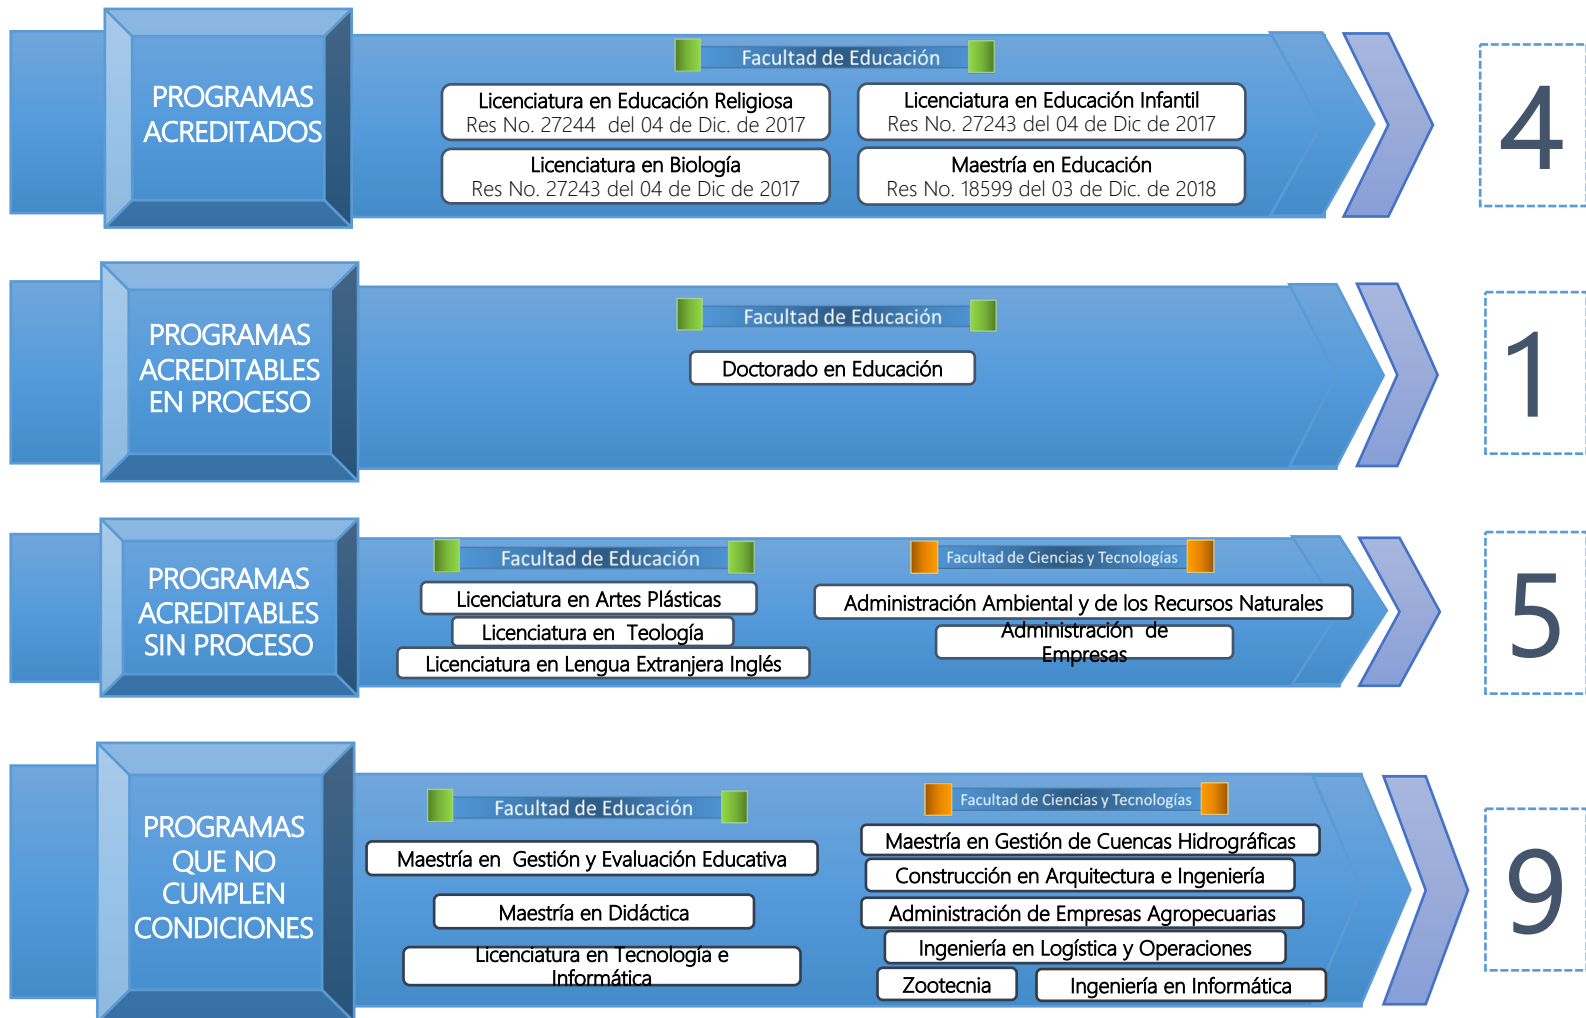 PROGRAMAS
ACREDITADOS
Facultad de Educación
Licenciatura en Educación Religiosa
Res No. 27244 del 04 de Dic. de 2017
Licenciatura en Educación Infantil
Res No. 27243 del 04 de Dic de 2017
Licenciatura en Biología
Res No. 27243 del 04 de Dic de 2017
Maestría en Educación
Res No. 18599 del 03 de Dic. de 2018
4
PROGRAMAS
ACREDITABLES
EN PROCESO
Facultad de Educación
Doctorado en Educación
1
PROGRAMAS
ACREDITABLES
SIN PROCESO
Facultad de Educación
Licenciatura en Artes Plásticas
Licenciatura en Teología
Licenciatura en Lengua Extranjera Inglés
Facultad de Ciencias y Tecnologías
Administración Ambiental y de los Recursos Naturales
Administración de
Empresas
5
PROGRAMAS
QUE NO
CUMPLEN
CONDICIONES
Facultad de Educación
Maestría en Gestión y Evaluación Educativa
Maestría en Didáctica
Licenciatura en Tecnología e
Informática
Facultad de Ciencias y Tecnologías
Maestría en Gestión de Cuencas Hidrográficas
Construcción en Arquitectura e Ingeniería
Administración de Empresas Agropecuarias
Ingeniería en Logística y Operaciones
Zootecnia
Ingeniería en Informática
9